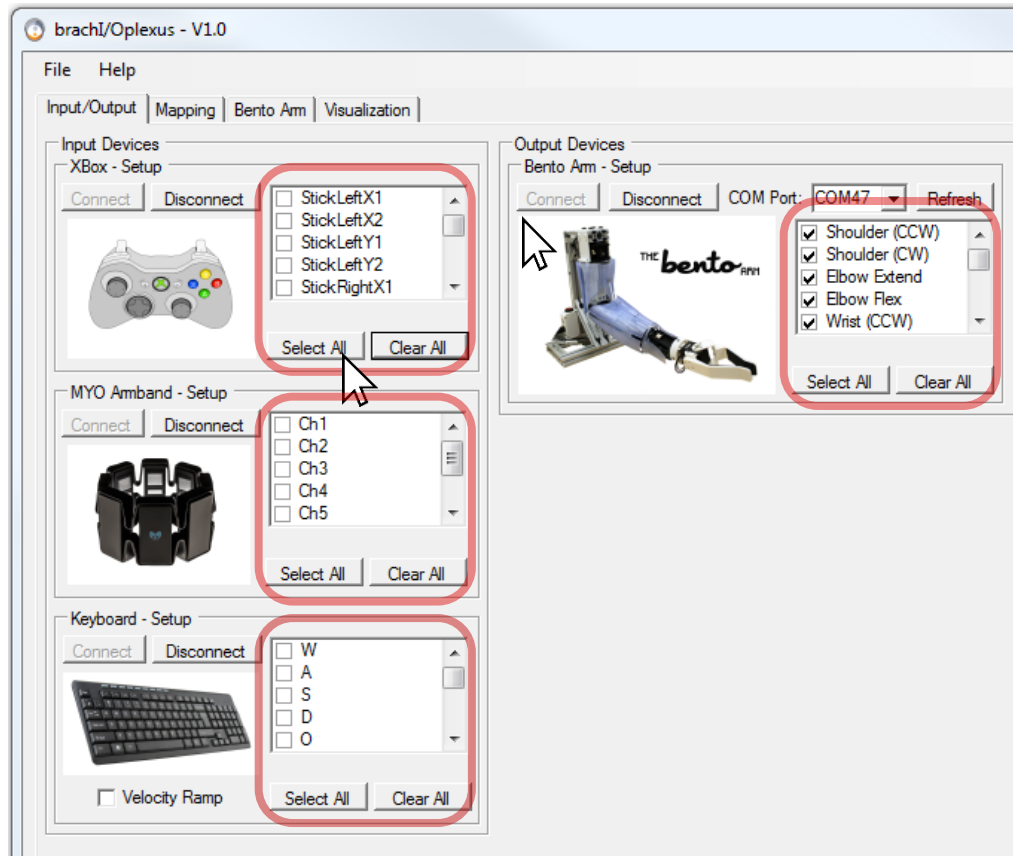 brachI/Oplexus - V1.0
File Help
Input/Output Mapping Bento Arm Visualization
Input Devices
XBox - Setup
Connect Disconnect
StickLeftX1
StickLeftX2
StickLeftY1
StickLeftY2
StickRightX1
Select All Clear All
MYO Armband - Setup
Connect Disconnect
Ch1
Ch2
Ch3
Ch4
Ch5
Select All Clear All
Keyboard - Setup
Connect Disconnect
W
A
S
D
O
Velocity Ramp
Select All Clear All
Output Devices
Bento Arm - Setup
Connect Disconnect COM Port: COM47 Refresh
THE bento ARM
Shoulder (CCW)
Shoulder (CW)
Elbow Extend
Elbow Flex
Wrist (CCW)
Select All Clear All